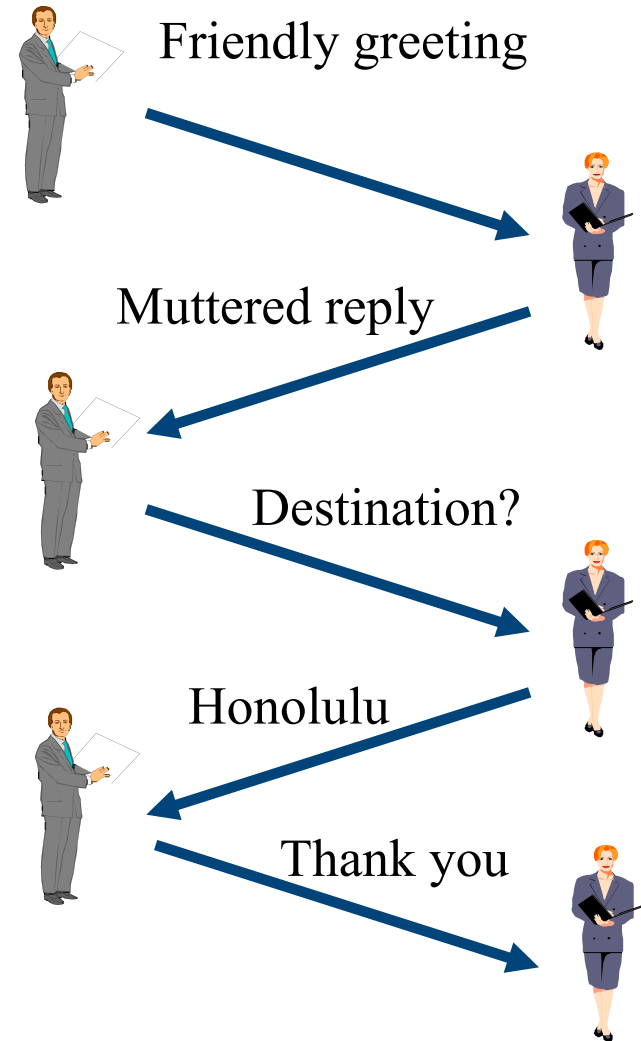 Friendly greeting
Muttered reply
Destination?
Honolulu
Thank you